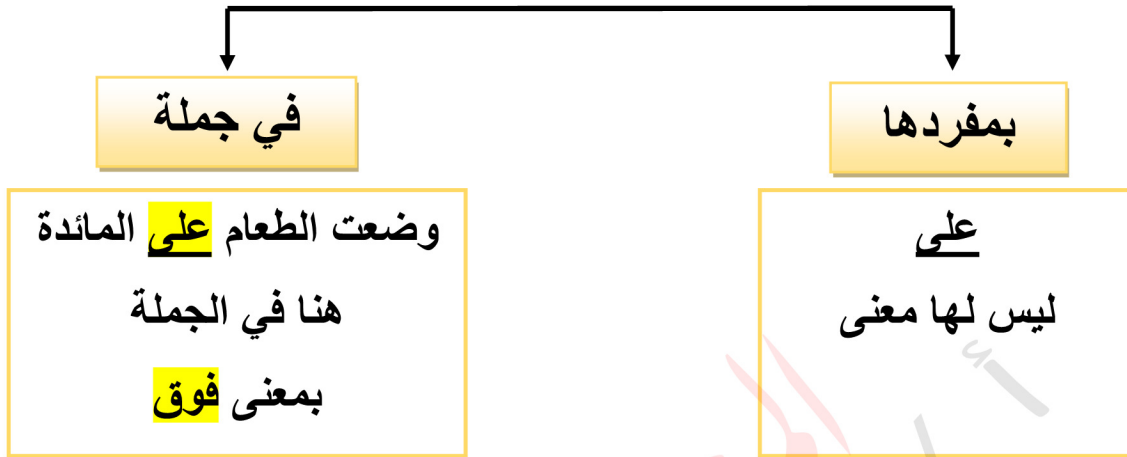 بمفردها
على
ليس لها معنى
في جملة
وضعت الطعام على المائدة
هنا في الجملة
بمعنى فوق